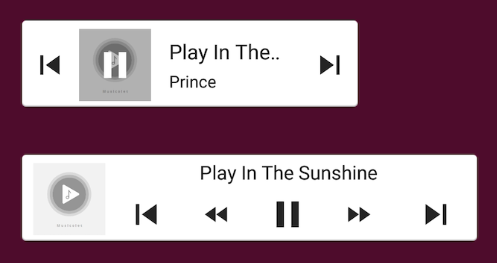 Play In The..
Prince
Play In The Sunshine